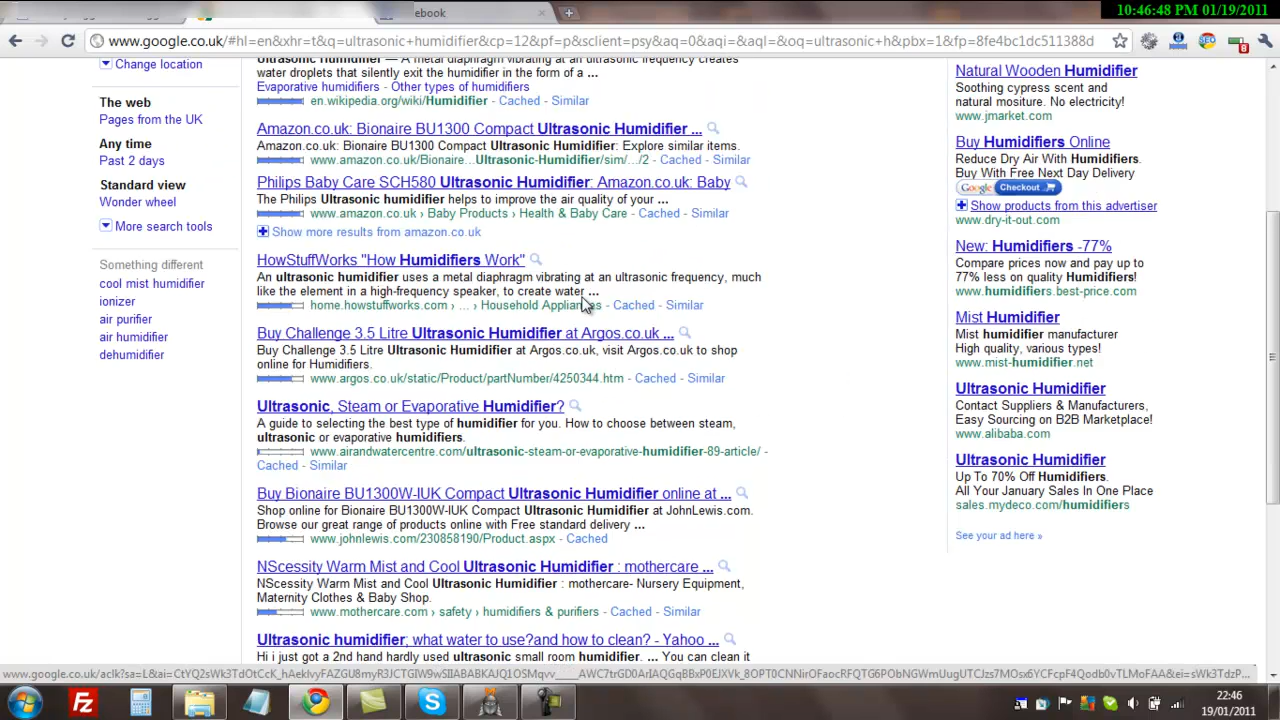 ebook
10:46:48 PM 01/19/2011
www.google.co.uk/#hl=en&xhr=t&q=ultrasonic+humidifier&cp=12&pf=p&sclient=psy&aq=0&aqi=&aql=&oq=ultrasonic+h&pbx=1&fp=8fe4bc1dc511388d
8
Change location
The web
Pages from the UK
Any time
Past 2 days
Standard view
Wonder wheel
More search tools
Something different
cool mist humidifier
ionizer
air purifier
air humidifier
dehumidifier
Ultrasonic Humidifier — A metal diaphragm vibrating at an ultrasonic frequency creates
water droplets that silently exit the humidifier in the form of a ...
Evaporative humidifiers - Other types of humidifiers
en.wikipedia.org/wiki/Humidifier - Cached - Similar
Amazon.co.uk: Bionaire BU1300 Compact Ultrasonic Humidifier ...
Amazon.co.uk: Bionaire BU1300 Compact Ultrasonic Humidifier: Explore similar items.
www.amazon.co.uk/Bionaire...Ultrasonic-Humidifier/sim/.../2 - Cached - Similar
Philips Baby Care SCH580 Ultrasonic Humidifier: Amazon.co.uk: Baby
The Philips Ultrasonic humidifier helps to improve the air quality of your ...
www.amazon.co.uk › Baby Products › Health & Baby Care - Cached - Similar
Show more results from amazon.co.uk
HowStuffWorks "How Humidifiers Work"
An ultrasonic humidifier uses a metal diaphragm vibrating at an ultrasonic frequency, much
like the element in a high-frequency speaker, to create water ...
home.howstuffworks.com › ... › Household Appliances - Cached - Similar
Buy Challenge 3.5 Litre Ultrasonic Humidifier at Argos.co.uk ...
Buy Challenge 3.5 Litre Ultrasonic Humidifier at Argos.co.uk, visit Argos.co.uk to shop
online for Humidifiers.
www.argos.co.uk/static/Product/partNumber/4250344.htm - Cached - Similar
Ultrasonic, Steam or Evaporative Humidifier?
A guide to selecting the best type of humidifier for you. How to choose between steam,
ultrasonic or evaporative humidifiers.
www.airandwatercentre.com/ultrasonic-steam-or-evaporative-humidifier-89-article/ -
Cached - Similar
Buy Bionaire BU1300W-IUK Compact Ultrasonic Humidifier online at ...
Shop online for Bionaire BU1300W-IUK Compact Ultrasonic Humidifier at JohnLewis.com.
Browse our great range of products online with Free standard delivery ...
www.johnlewis.com/230858190/Product.aspx - Cached
NScessity Warm Mist and Cool Ultrasonic Humidifier : mothercare ...
NScessity Warm Mist and Cool Ultrasonic Humidifier : mothercare- Nursery Equipment,
Maternity Clothes & Baby Shop.
www.mothercare.com › safety › humidifiers & purifiers - Cached - Similar
Ultrasonic humidifier; what water to use?and how to clean? - Yahoo ...
Hi i just got a 2nd hand hardly used ultrasonic small room humidifier. ... You can clean it
Natural Wooden Humidifier
Soothing cypress scent and
natural mositure. No electricity!
www.jmarket.com
Buy Humidifiers Online
Reduce Dry Air With Humidifiers.
Buy With Free Next Day Delivery
Google Checkout
Show products from this advertiser
www.dry-it-out.com
New: Humidifiers -77%
Compare prices now and pay up to
77% less on quality Humidifiers!
www.humidifiers.best-price.com
Mist Humidifier
Mist humidifier manufacturer
High quality, various types!
www.mist-humidifier.net
Ultrasonic Humidifier
Contact Suppliers & Manufacturers,
Easy Sourcing on B2B Marketplace!
www.alibaba.com
Ultrasonic Humidifier
Up To 70% Off Humidifiers.
All Your January Sales In One Place
sales.mydeco.com/humidifiers
See your ad here »
22:46
19/01/2011